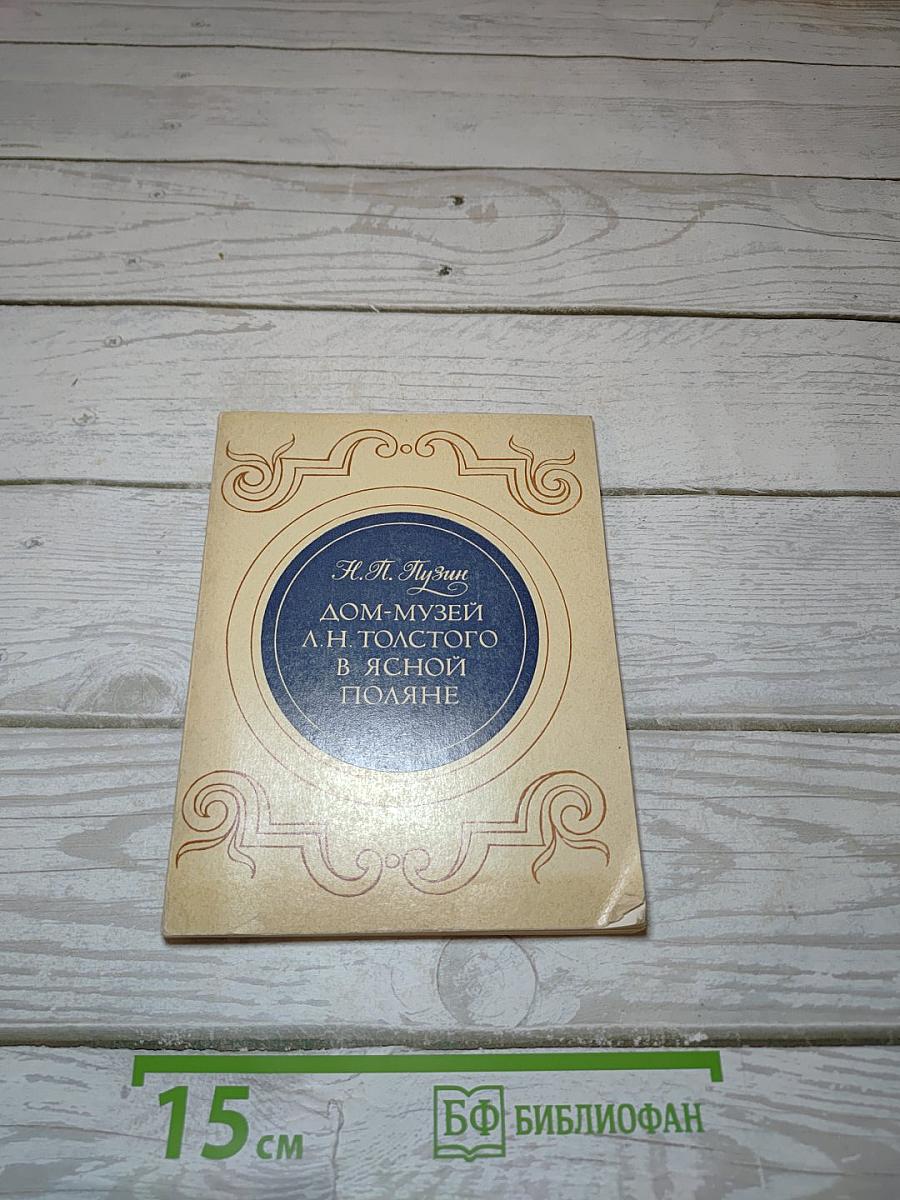 Н.П. Пузин
ДОМ-МУЗЕЙ
Л.Н. ТОЛСТОГО
В ЯСНОЙ
ПОЛЯНЕ
15 см
БФ БИБЛИОФАН